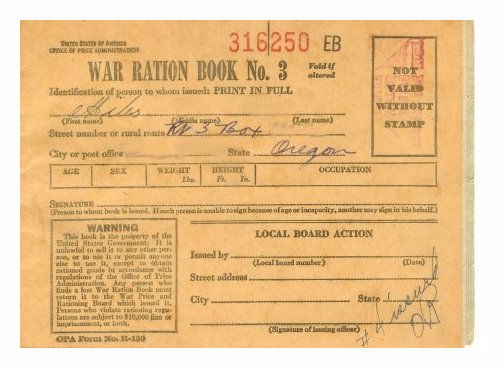 UNITED STATES OF AMERICA
OFFICE OF PRICE ADMINISTRATION
316250 EB
WAR RATION BOOK No. 3
Void if
altered
NOT
VALID
WITHOUT
STAMP
Identification of person to whom issued: PRINT IN FULL
(First name) (Middle name) (Last name)
Street number or rural route Rt 3 Box
City or post office State Oregon
AGE SEX WEIGHT HEIGHT OCCUPATION
Lbs. Ft. In.
SIGNATURE
(Person to whom book is issued. If such person is unable to sign because of age or incapacity, another may sign in his behalf.)
WARNING
This book is the property of the
United States Government. It is
unlawful to sell it to any other per-
son, or to use it or permit anyone
else to use it, except to obtain
rationed goods in accordance with
regulations of the Office of Price
Administration. Any person who
finds a lost War Ration Book must
return it to the War Price and
Rationing Board which issued it.
Persons who violate rationing regu-
lations are subject to $10,000 fine or
imprisonment, or both.
OPA Form No. R-130
LOCAL BOARD ACTION
Issued by
(Local board number) (Date)
Street address
City State
(Signature of issuing officer)